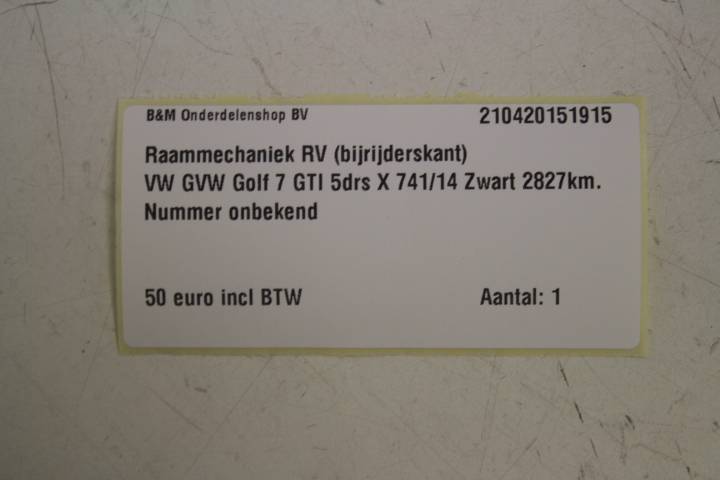 B&M Onderdelenshop BV 210420151915
Raammechaniek RV (bijrijderskant)
VW GVW Golf 7 GTI 5drs X 741/14 Zwart 2827km.
Nummer onbekend
50 euro incl BTW Aantal: 1